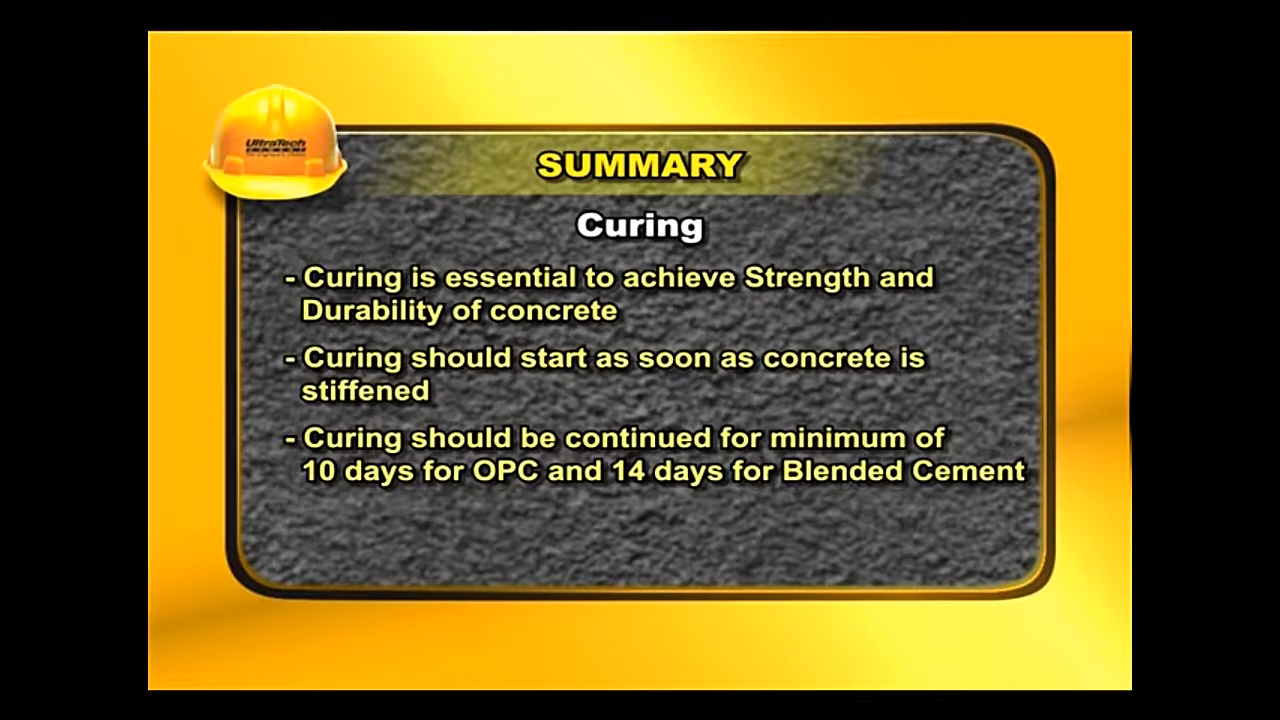 UltraTech
SUMMARY
Curing
- Curing is essential to achieve Strength and
Durability of concrete
- Curing should start as soon as concrete is
stiffened
- Curing should be continued for minimum of
10 days for OPC and 14 days for Blended Cement